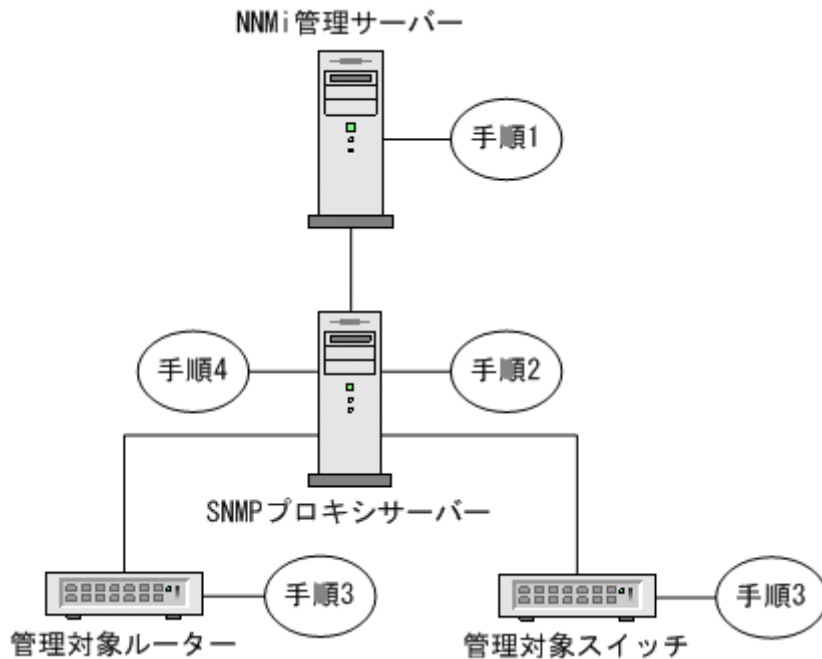 NNMi管理サーバー
手順1
手順4
手順2
SNMPプロキシサーバー
手順3
手順3
管理対象ルーター
管理対象スイッチ